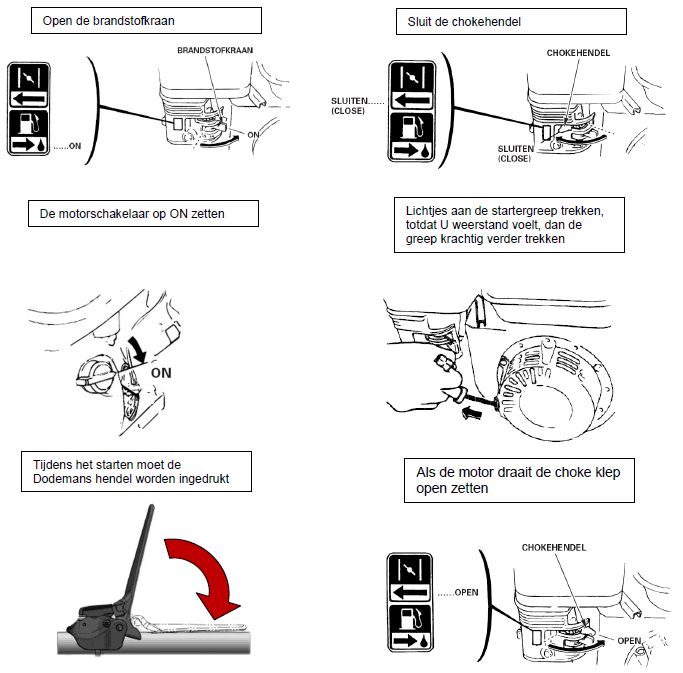 Open de brandstofkraan
BRANDSTOFKRAAN
......ON
ON
Sluit de chokehendel
CHOKEHENDEL
SLUITEN......
(CLOSE)
SLUITEN
(CLOSE)
De motorschakelaar op ON zetten
ON
Lichtjes aan de startergreep trekken,
totdat U weerstand voelt, dan de
greep krachtig verder trekken
Tijdens het starten moet de
Dodemans hendel worden ingedrukt
Als de motor draait de choke klep
open zetten
CHOKEHENDEL
......OPEN
OPEN